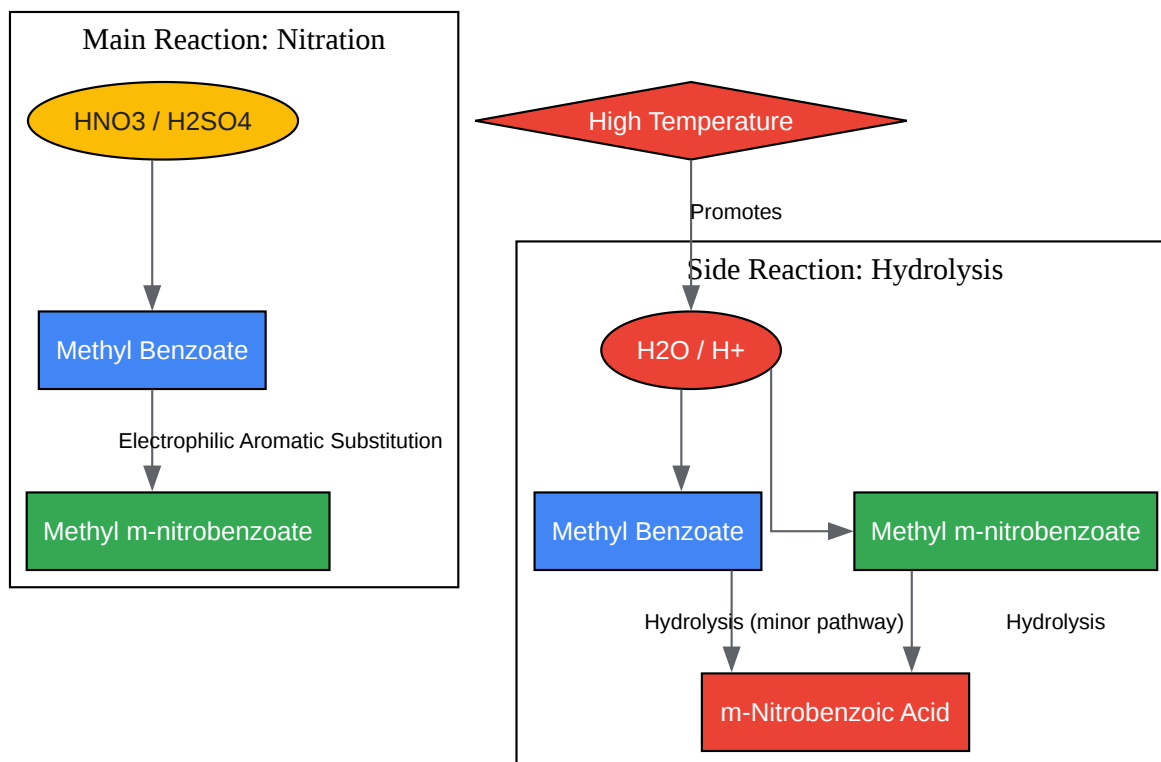 Main Reaction: Nitration
HNO3 / H2SO4
Methyl Benzoate
Electrophilic Aromatic Substitution
Methyl m-nitrobenzoate
High Temperature
Promotes
Side Reaction: Hydrolysis
H2O / H+
Methyl Benzoate
Methyl m-nitrobenzoate
Hydrolysis (minor pathway)
Hydrolysis
m-Nitrobenzoic Acid